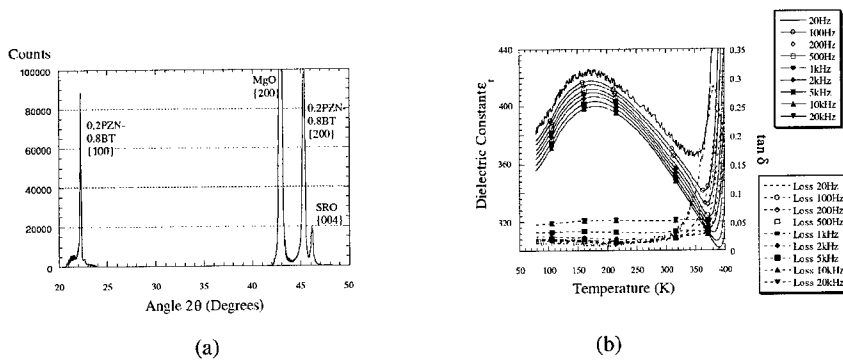 Counts
100000
80000
60000
40000
20000
0
MgO
{200}
0.2PZN-
0.8BT
{100}
0.2PZN-
0.8BT
{200}
SRO
{004}
20 25 30 35 40 45 50
Angle 2θ (Degrees)
(a)
440
400
360
320
Dielectric Constant εr
0.35
0.3
0.25
0.2
0.15
0.1
0.05
0
tan δ
50 100 150 200 250 300 350 400
Temperature (K)
20Hz
100Hz
200Hz
500Hz
1kHz
2kHz
5kHz
10kHz
20kHz
Loss 20Hz
Loss 100Hz
Loss 200Hz
Loss 500Hz
Loss 1kHz
Loss 2kHz
Loss 5kHz
Loss 10kHz
Loss 20kHz
(b)